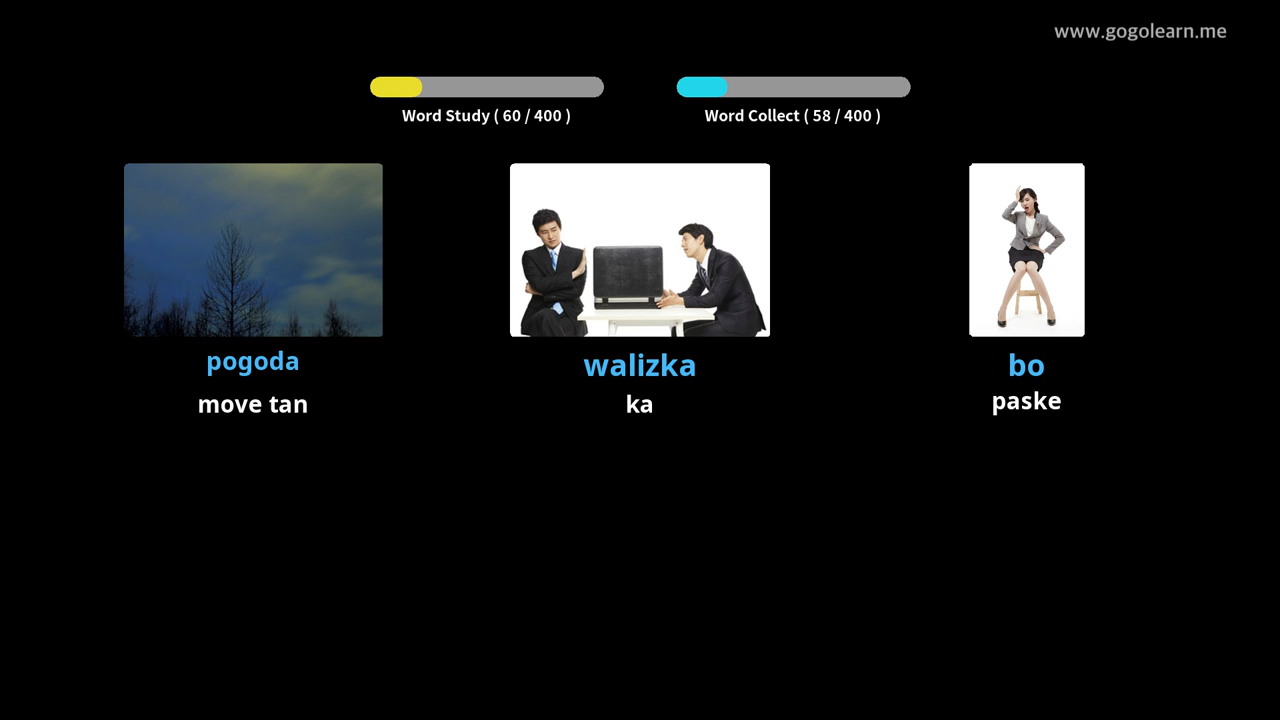 www.gogolearn.me
Word Study ( 60 / 400 )
Word Collect ( 58 / 400 )
pogoda
move tan
walizka
ka
bo
paske